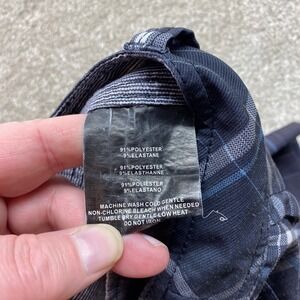 91%POLYESTER
9%ELASTANE
91%POLYESTER
9%ELASTHANNE
91%POLIÉSTER
9%ELASTANO
MACHINE WASH COLD GENTLE
NON-CHLORINE BLEACH WHEN NEEDED
TUMBLE DRY GENTLE LOW HEAT
DO NOT IRON